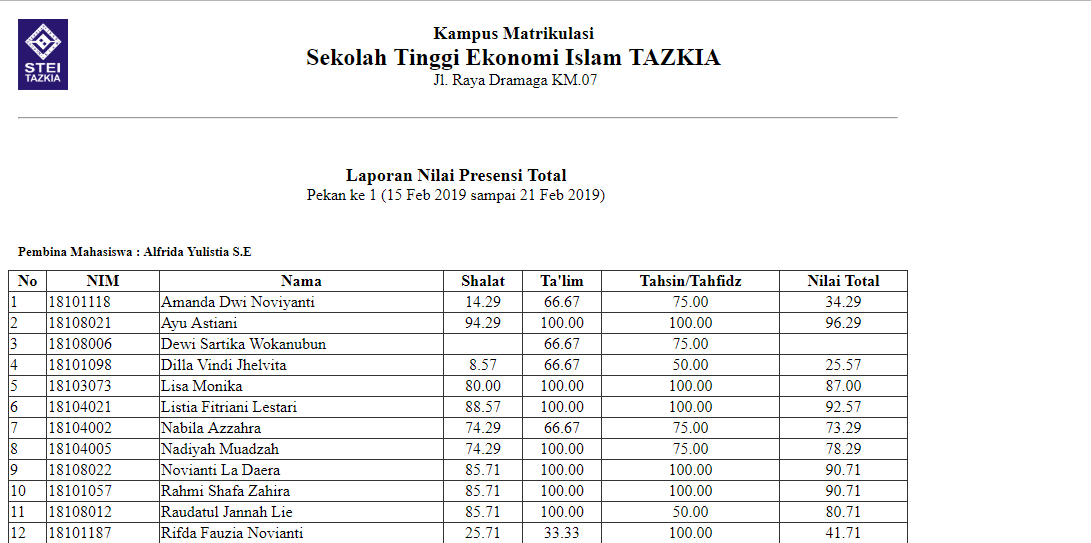 STEI
TAZKIA
Kampus Matrikulasi
Sekolah Tinggi Ekonomi Islam TAZKIA
Jl. Raya Dramaga KM.07
Laporan Nilai Presensi Total
Pekan ke 1 (15 Feb 2019 sampai 21 Feb 2019)
Pembina Mahasiswa : Alfrida Yulistia S.E
No NIM Nama Shalat Ta'lim Tahsin/Tahfidz Nilai Total
1 18101118 Amanda Dwi Noviyanti 14.29 66.67 75.00 34.29
2 18108021 Ayu Astiani 94.29 100.00 100.00 96.29
3 18108006 Dewi Sartika Wokanubun 66.67 75.00
4 18101098 Dilla Vindi Jhelvita 8.57 66.67 50.00 25.57
5 18103073 Lisa Monika 80.00 100.00 100.00 87.00
6 18104021 Listia Fitriani Lestari 88.57 100.00 100.00 92.57
7 18104002 Nabila Azzahra 74.29 66.67 75.00 73.29
8 18104005 Nadiyah Muadzah 74.29 100.00 75.00 78.29
9 18108022 Novianti La Daera 85.71 100.00 100.00 90.71
10 18101057 Rahmi Shafa Zahira 85.71 100.00 100.00 90.71
11 18108012 Raudatul Jannah Lie 85.71 100.00 50.00 80.71
12 18101187 Rifda Fauzia Novianti 25.71 33.33 100.00 41.71